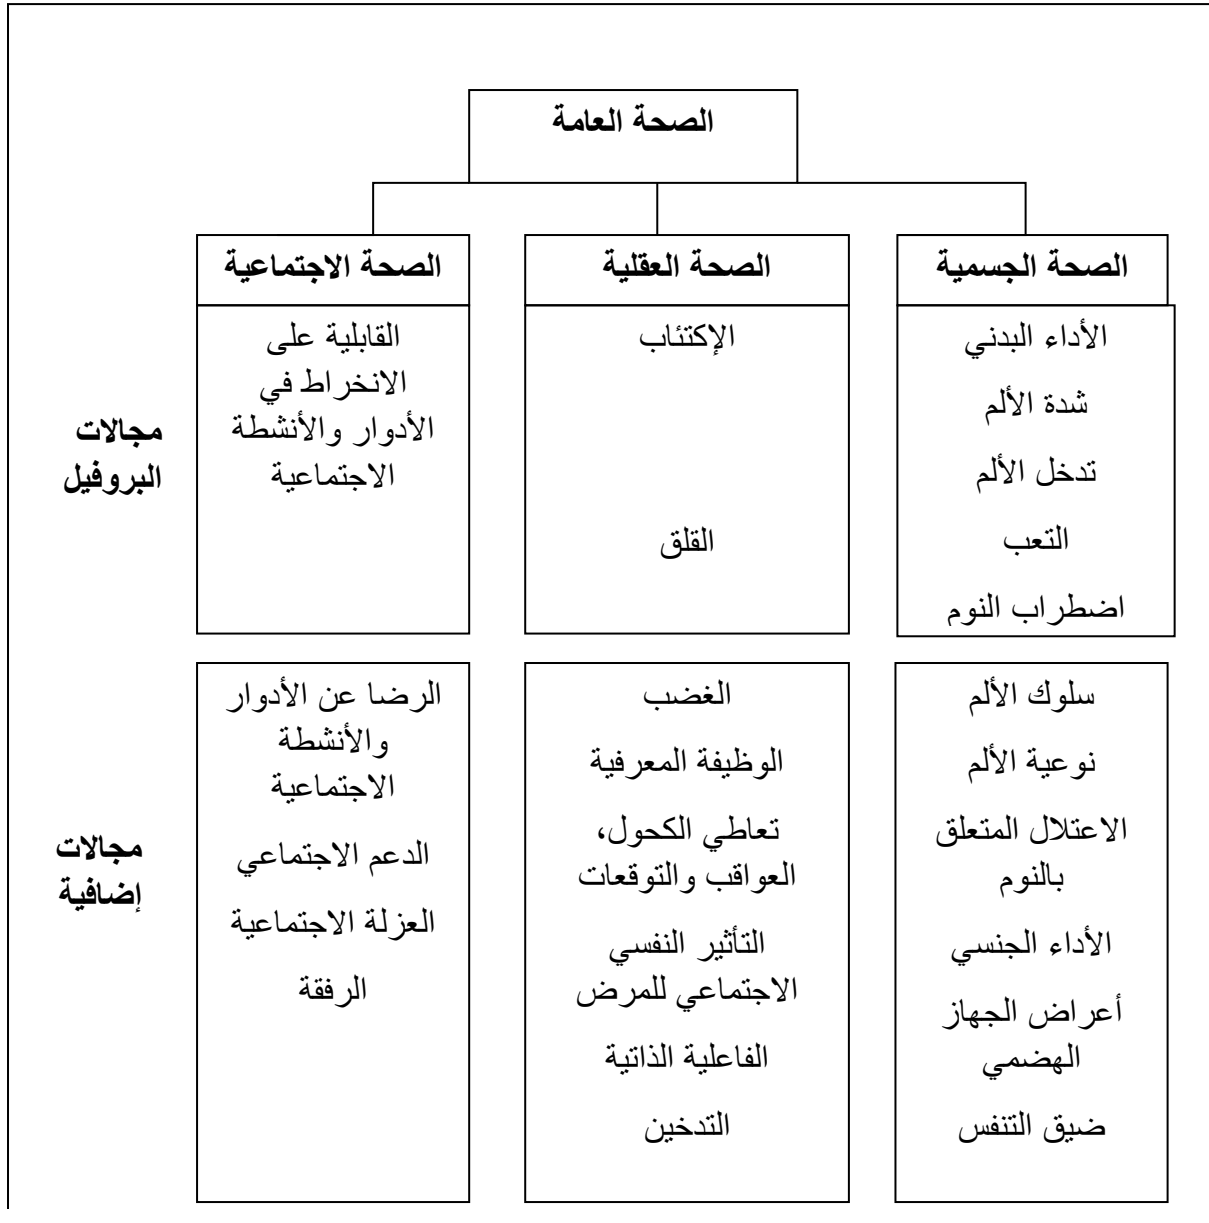 الصحة العامة
الصحة الجسمية
الصحة العقلية
الصحة الاجتماعية
مجالات
البروفيل
الأداء البدني
شدة الألم
تدخل الألم
التعب
اضطراب النوم
الإكتئاب
القلق
القابلية على
الانخراط في
الأدوار والأنشطة
الاجتماعية
مجالات
إضافية
سلوك الألم
نوعية الألم
الاعتلال المتعلق
بالنوم
الأداء الجنسي
أعراض الجهاز
الهضمي
ضيق التنفس
الغضب
الوظيفة المعرفية
تعاطي الكحول،
العواقب والتوقعات
التأثير النفسي
الاجتماعي للمرض
الفاعلية الذاتية
التدخين
الرضا عن الأدوار
والأنشطة
الاجتماعية
الدعم الاجتماعي
العزلة الاجتماعية
الرفقة